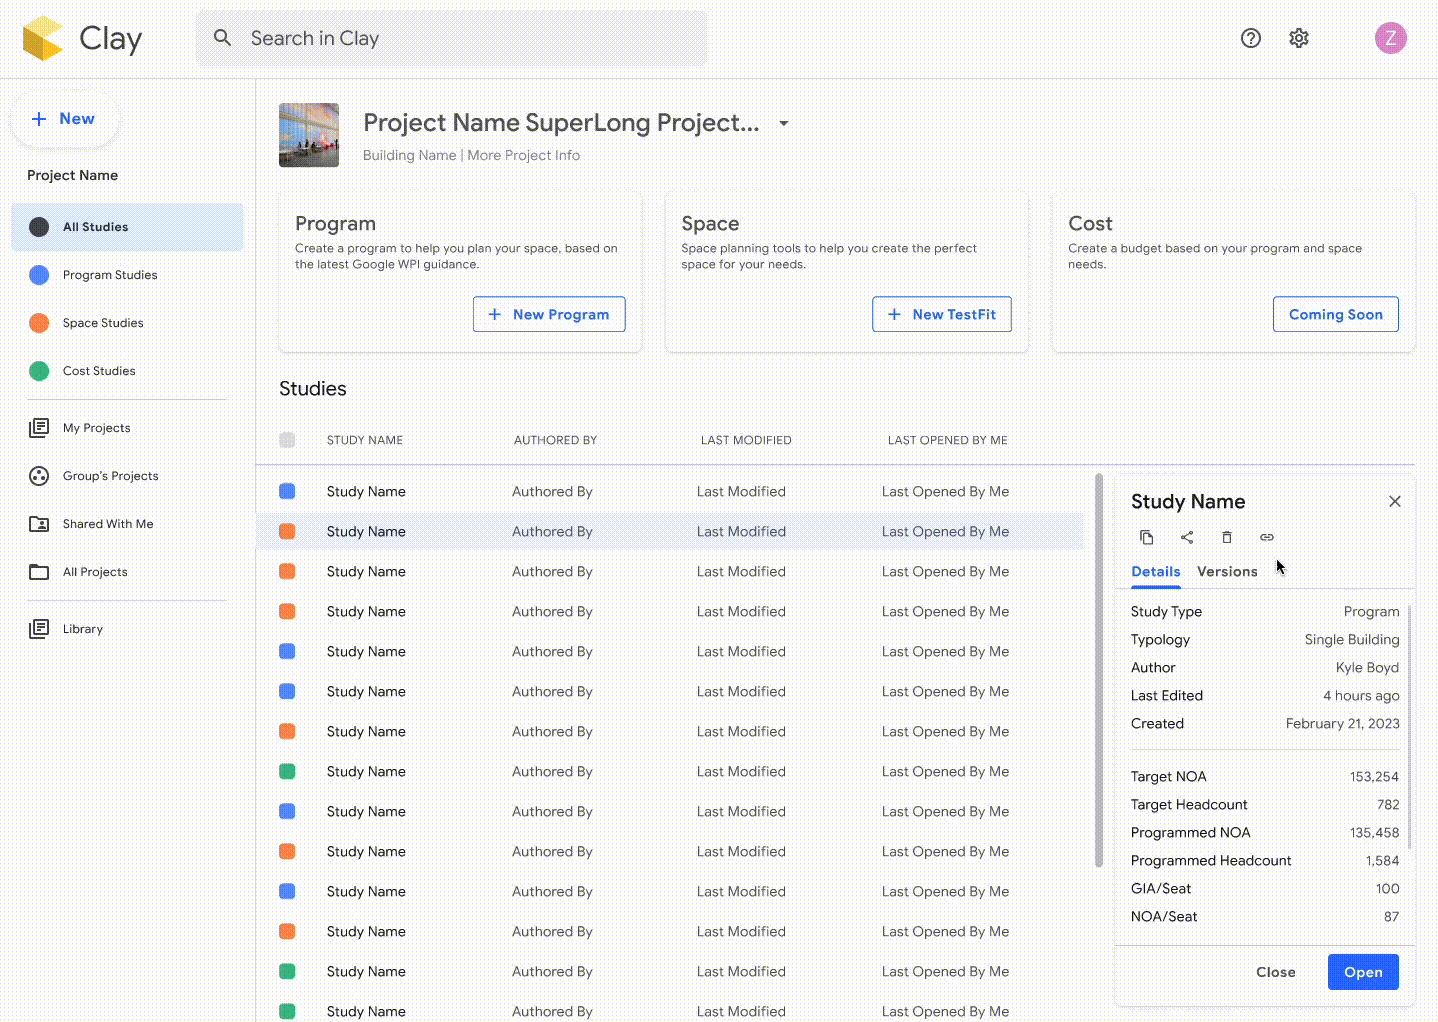 Clay
Search in Clay
Z
New
Project Name
All Studies
Program Studies
Space Studies
Cost Studies
My Projects
Group's Projects
Shared With Me
All Projects
Library
Project Name SuperLong Project...
Building Name | More Project Info
Program
Create a program to help you plan your space, based on
the latest Google WPI guidance.
New Program
Space
Space planning tools to help you create the perfect
space for your needs.
New TestFit
Cost
Create a budget based on your program and space
needs.
Coming Soon
Studies
STUDY NAME AUTHORED BY LAST MODIFIED LAST OPENED BY ME
Study Name Authored By Last Modified Last Opened By Me
Study Name Authored By Last Modified Last Opened By Me
Study Name Authored By Last Modified Last Opened By Me
Study Name Authored By Last Modified Last Opened By Me
Study Name Authored By Last Modified Last Opened By Me
Study Name Authored By Last Modified Last Opened By Me
Study Name Authored By Last Modified Last Opened By Me
Study Name Authored By Last Modified Last Opened By Me
Study Name Authored By Last Modified Last Opened By Me
Study Name Authored By Last Modified Last Opened By Me
Study Name Authored By Last Modified Last Opened By Me
Study Name Authored By Last Modified Last Opened By Me
Study Name Authored By Last Modified Last Opened By Me
Study Name Authored By Last Modified Last Opened By Me
Study Name
Details Versions
Study Type Program
Typology Single Building
Author Kyle Boyd
Last Edited 4 hours ago
Created February 21, 2023
Target NOA 153,254
Target Headcount 782
Programmed NOA 135,458
Programmed Headcount 1,584
GIA/Seat 100
NOA/Seat 87
Close Open